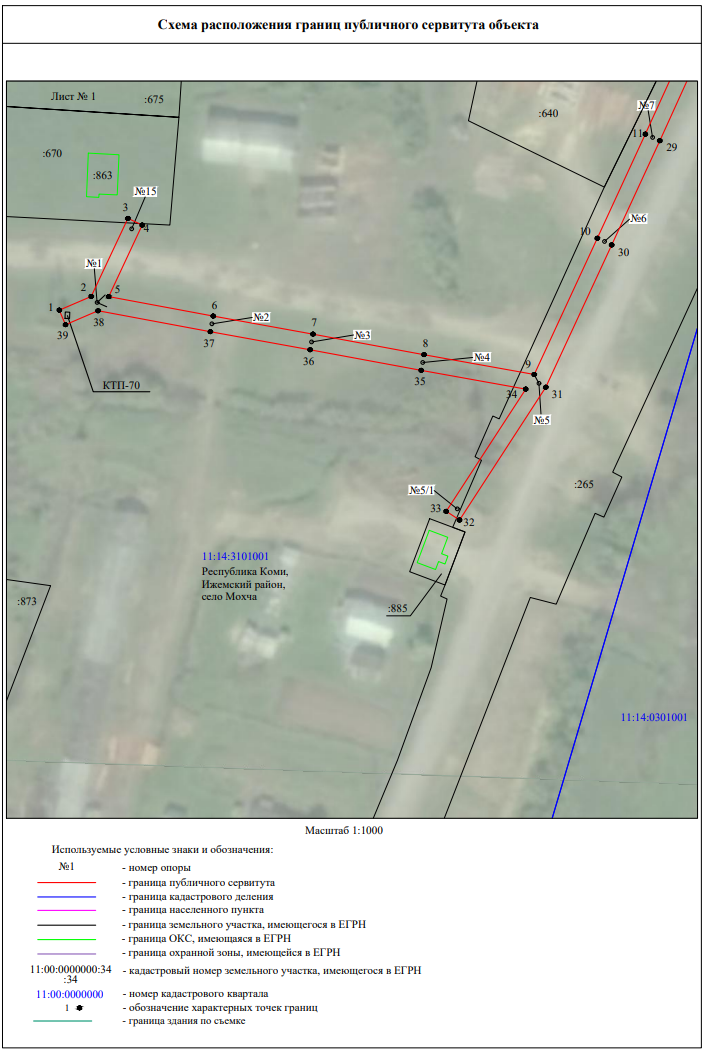 Схема расположения границ публичного сервитута объекта
Лист № 1
:675
:640
№7
11
29
:670
:863
№15
3
4
10
№6
30
№1
2
5
1
38
39
6
№2
37
7
№3
36
8
№4
35
9
34
31
№5
КТП-70
№5/1
33
32
:265
11:14:3101001
Республика Коми,
Ижемский район,
село Мохча
:873
:885
11:14:0301001
Масштаб 1:1000
Используемые условные знаки и обозначения:
№1 - номер опоры
- граница публичного сервитута
- граница кадастрового деления
- граница населенного пункта
- граница земельного участка, имеющегося в ЕГРН
- граница ОКС, имеющаяся в ЕГРН
- граница охранной зоны, имеющейся в ЕГРН
11:00:0000000:34 - кадастровый номер земельного участка, имеющегося в ЕГРН
:34
11:00:0000000 - номер кадастрового квартала
1 - обозначение характерных точек границ
- граница здания по съемке